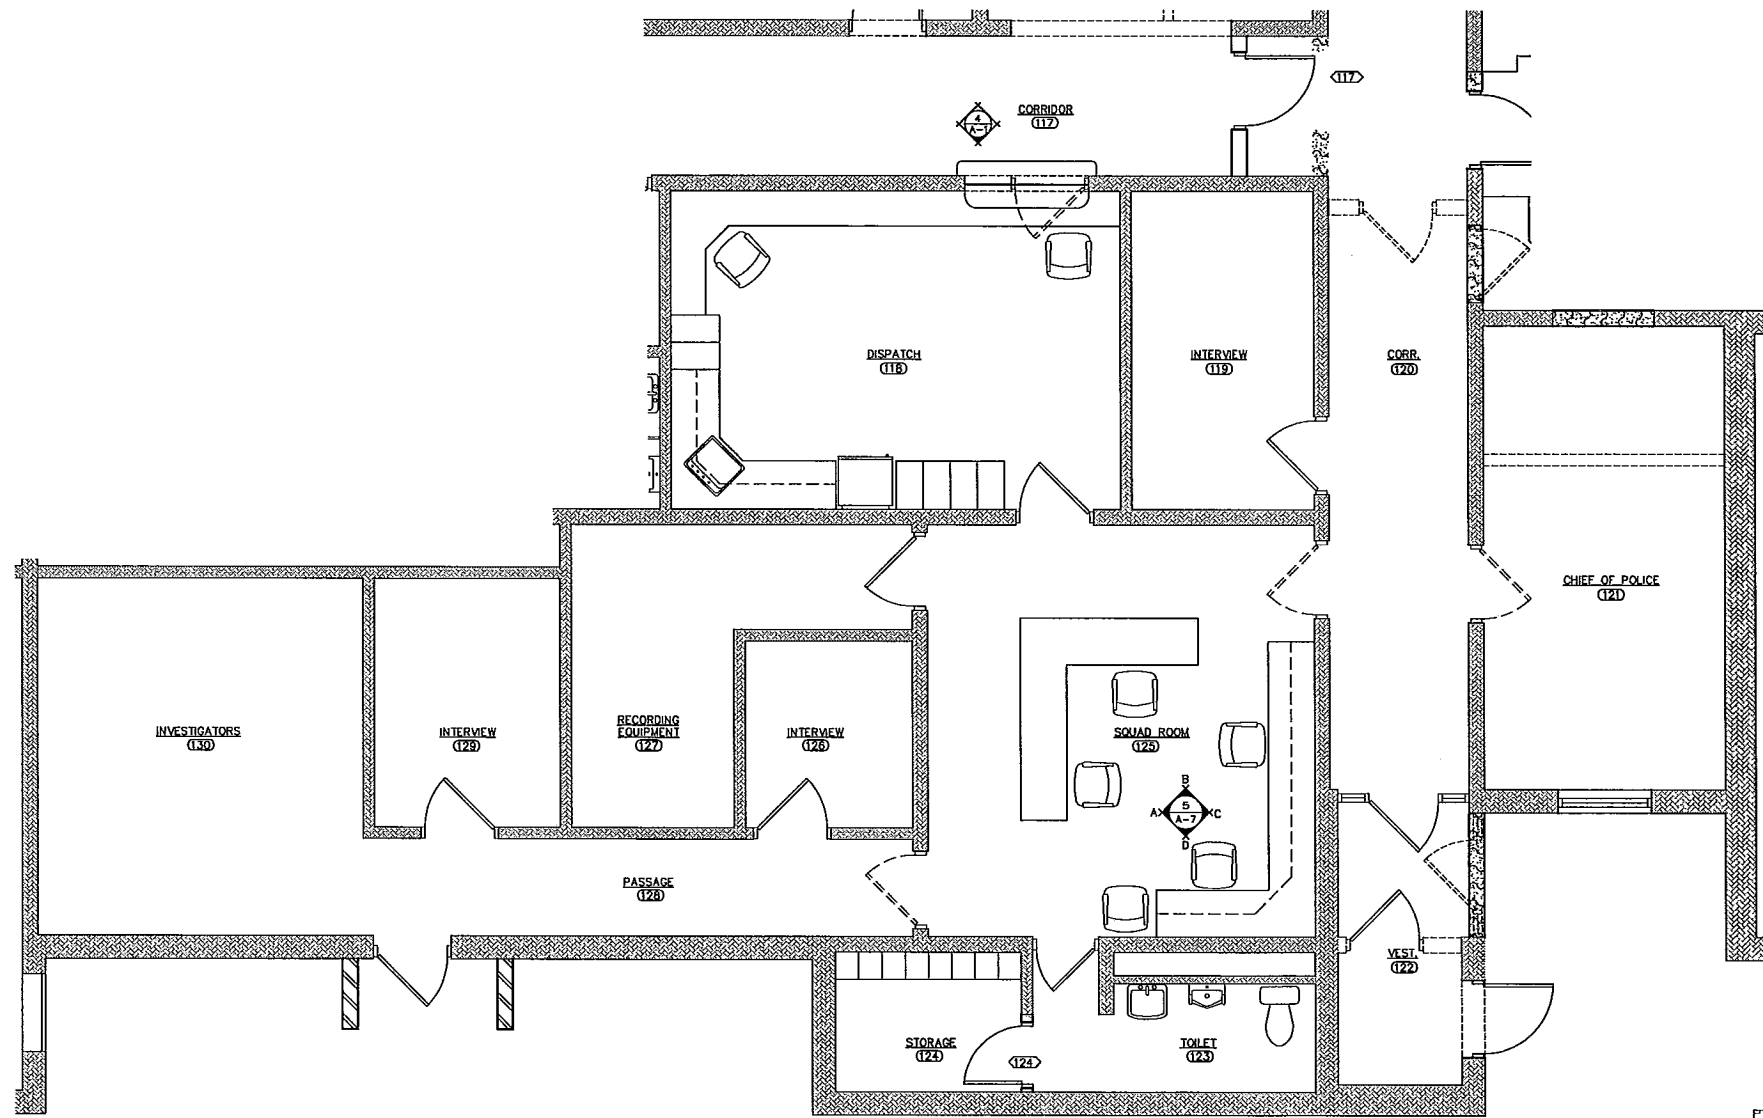 117
CORRIDOR
117
4
A-1
DISPATCH
118
INTERVIEW
119
CORR.
120
CHIEF OF POLICE
121
INVESTIGATORS
130
INTERVIEW
129
RECORDING
EQUIPMENT
127
INTERVIEW
126
SQUAD ROOM
125
B
A
5
C
A-7
D
PASSAGE
128
VEST.
122
STORAGE
124
124
TOILET
123